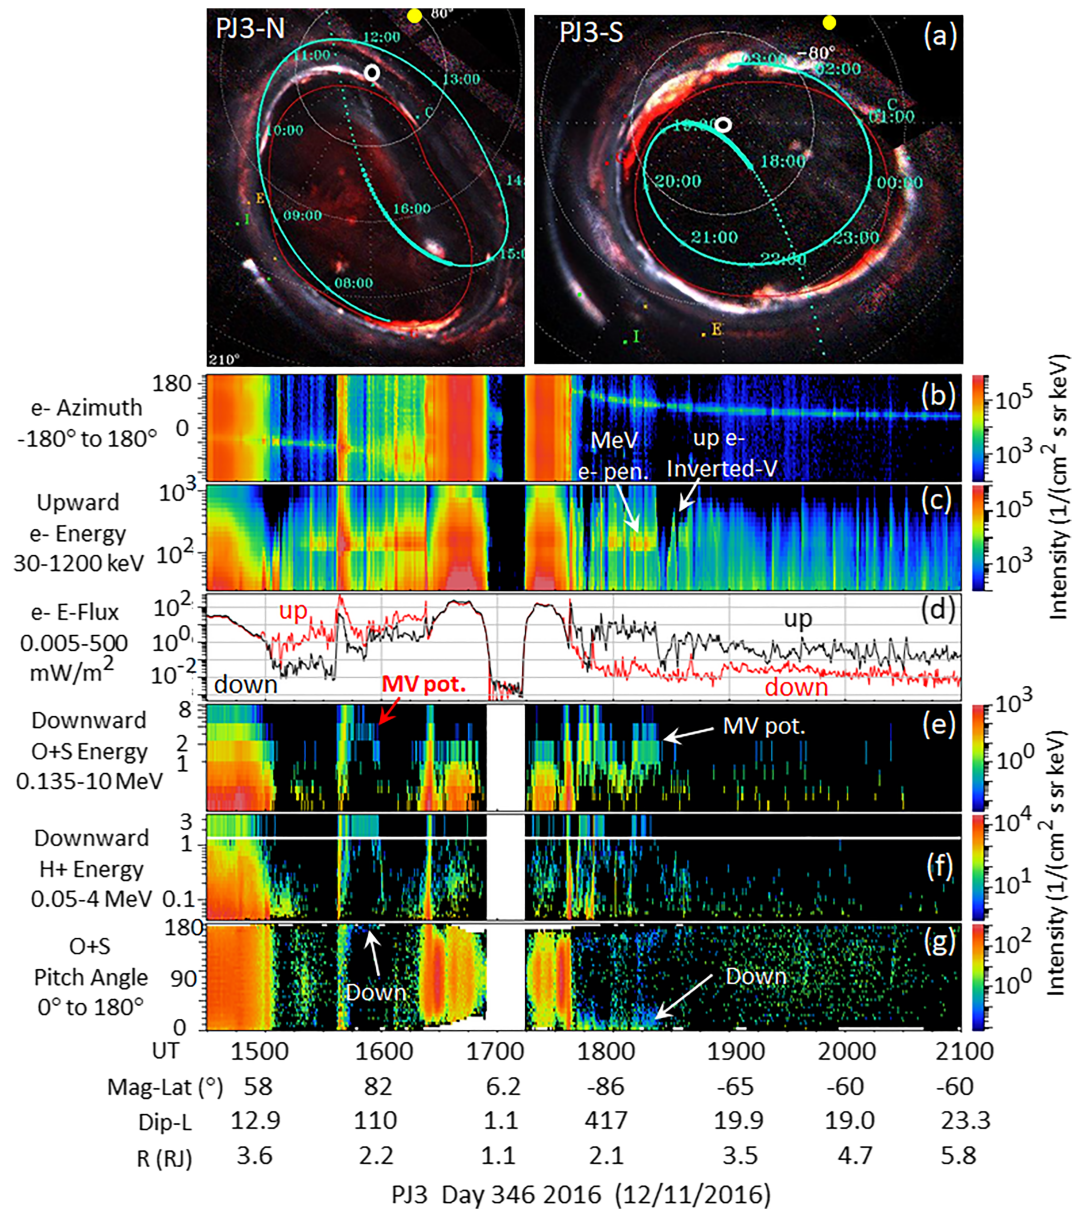 PJ3-N
80°
12:00
11:00
13:00
C
10:00
14:
E
I
16:00
09:00
15:0
08:00
210°
PJ3-S
(a)
-80°
03:00
02:00
C
01:00
19:00
18:00
20:00
00:00
21:00
23:00
22:00
I
E
e- Azimuth
-180° to 180°
180
0
(b)
MeV
e- pen.
up e-
Inverted-V
10⁵
10³
Upward
e- Energy
30-1200 keV
10³
10²
(c)
10⁵
10³
Intensity (1/(cm² s sr keV)
e- E-Flux
0.005-500
mW/m²
10²
10⁰
10⁻²
up
down
(d)
up
down
MV pot.
Downward
O+S Energy
0.135-10 MeV
8
2
1
MV pot.
(e)
10³
10⁰
Downward
H+ Energy
0.05-4 MeV
3
1
0.1
(f)
10⁴
10¹
O+S
Pitch Angle
0° to 180°
180
90
0
Down
Down
(g)
10²
10⁰
Intensity (1/(cm² s sr keV)
UT 1500 1600 1700 1800 1900 2000 2100
Mag-Lat (°) 58 82 6.2 -86 -65 -60 -60
Dip-L 12.9 110 1.1 417 19.9 19.0 23.3
R (RJ) 3.6 2.2 1.1 2.1 3.5 4.7 5.8
PJ3 Day 346 2016 (12/11/2016)